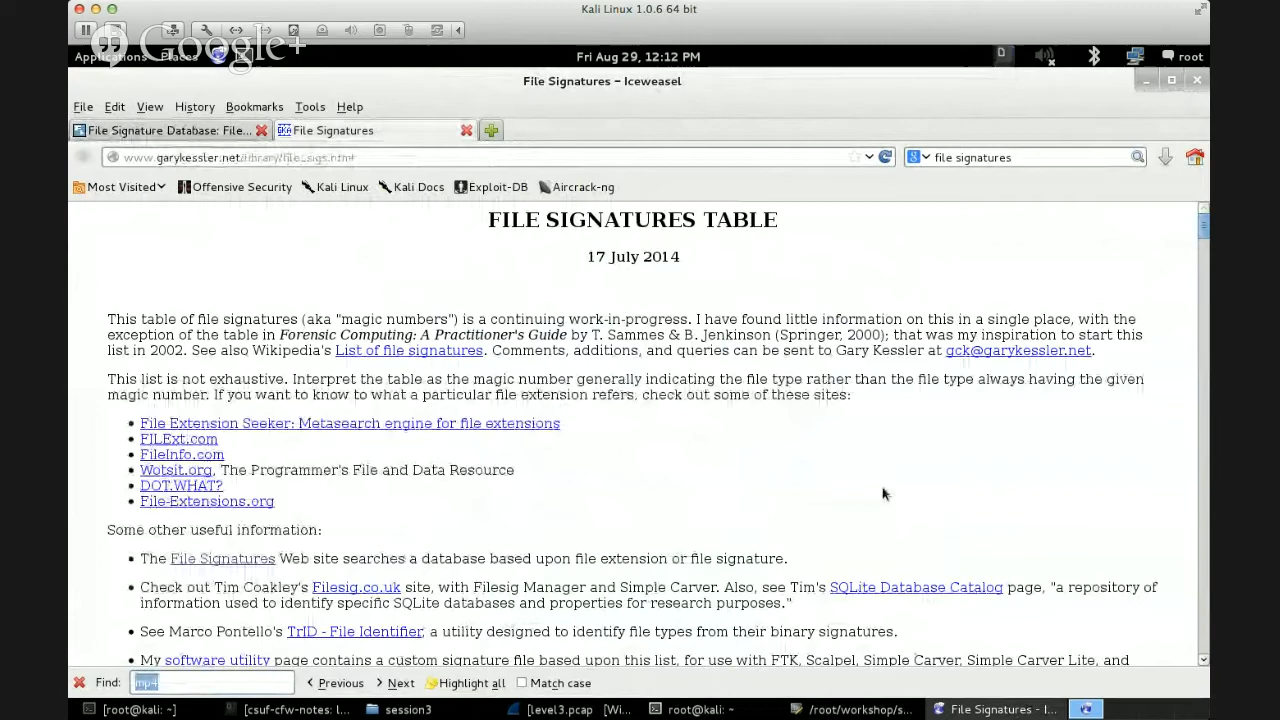 Kali Linux 1.0.6 64 bit
Google+
Applications Places Fri Aug 29, 12:12 PM root
File Signatures - Iceweasel
File Edit View History Bookmarks Tools Help
File Signature Database: File... File Signatures
www.garykessler.net/library/file_sigs.html file signatures
Most Visited Offensive Security Kali Linux Kali Docs Exploit-DB Aircrack-ng
FILE SIGNATURES TABLE
17 July 2014
This table of file signatures (aka "magic numbers") is a continuing work-in-progress. I have found little information on this in a single place, with the
exception of the table in Forensic Computing: A Practitioner's Guide by T. Sammes & B. Jenkinson (Springer, 2000); that was my inspiration to start this
list in 2002. See also Wikipedia's List of file signatures. Comments, additions, and queries can be sent to Gary Kessler at gck@garykessler.net.
This list is not exhaustive. Interpret the table as the magic number generally indicating the file type rather than the file type always having the given
magic number. If you want to know to what a particular file extension refers, check out some of these sites:
• File Extension Seeker: Metasearch engine for file extensions
• FILExt.com
• FileInfo.com
• Wotsit.org, The Programmer's File and Data Resource
• DOT.WHAT?
• File-Extensions.org
Some other useful information:
• The File Signatures Web site searches a database based upon file extension or file signature.
• Check out Tim Coakley's Filesig.co.uk site, with Filesig Manager and Simple Carver. Also, see Tim's SQLite Database Catalog page, "a repository of
information used to identify specific SQLite databases and properties for research purposes."
• See Marco Pontello's TrID - File Identifier, a utility designed to identify file types from their binary signatures.
• My software utility page contains a custom signature file based upon this list, for use with FTK, Scalpel, Simple Carver, Simple Carver Lite, and
Find: mp4 Previous Next Highlight all Match case
[root@kali: ~] [csuf-cfw-notes: l... session3 [level3.pcap [Wi... root@kali: ~ /root/workshop/s... File Signatures - I...